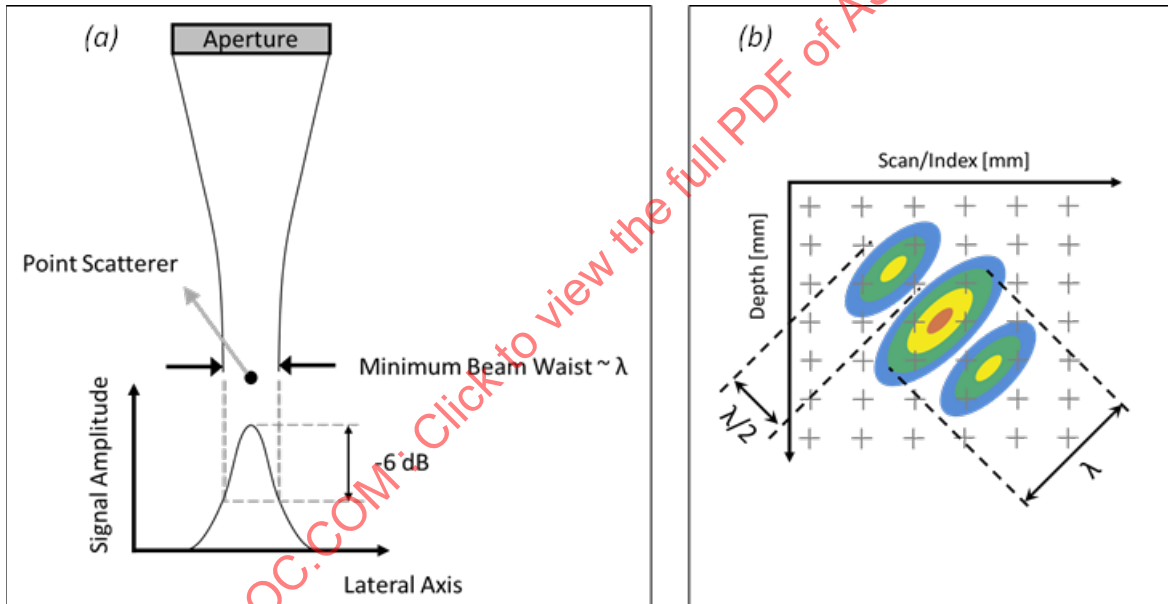 (a)
Aperture
Point Scatterer
Minimum Beam Waist ~ λ
Signal Amplitude
-6 dB
Lateral Axis
(b)
Scan/Index [mm]
Depth [mm]
λ/2
λ
OC.COM : Click to view the full PDF of AS